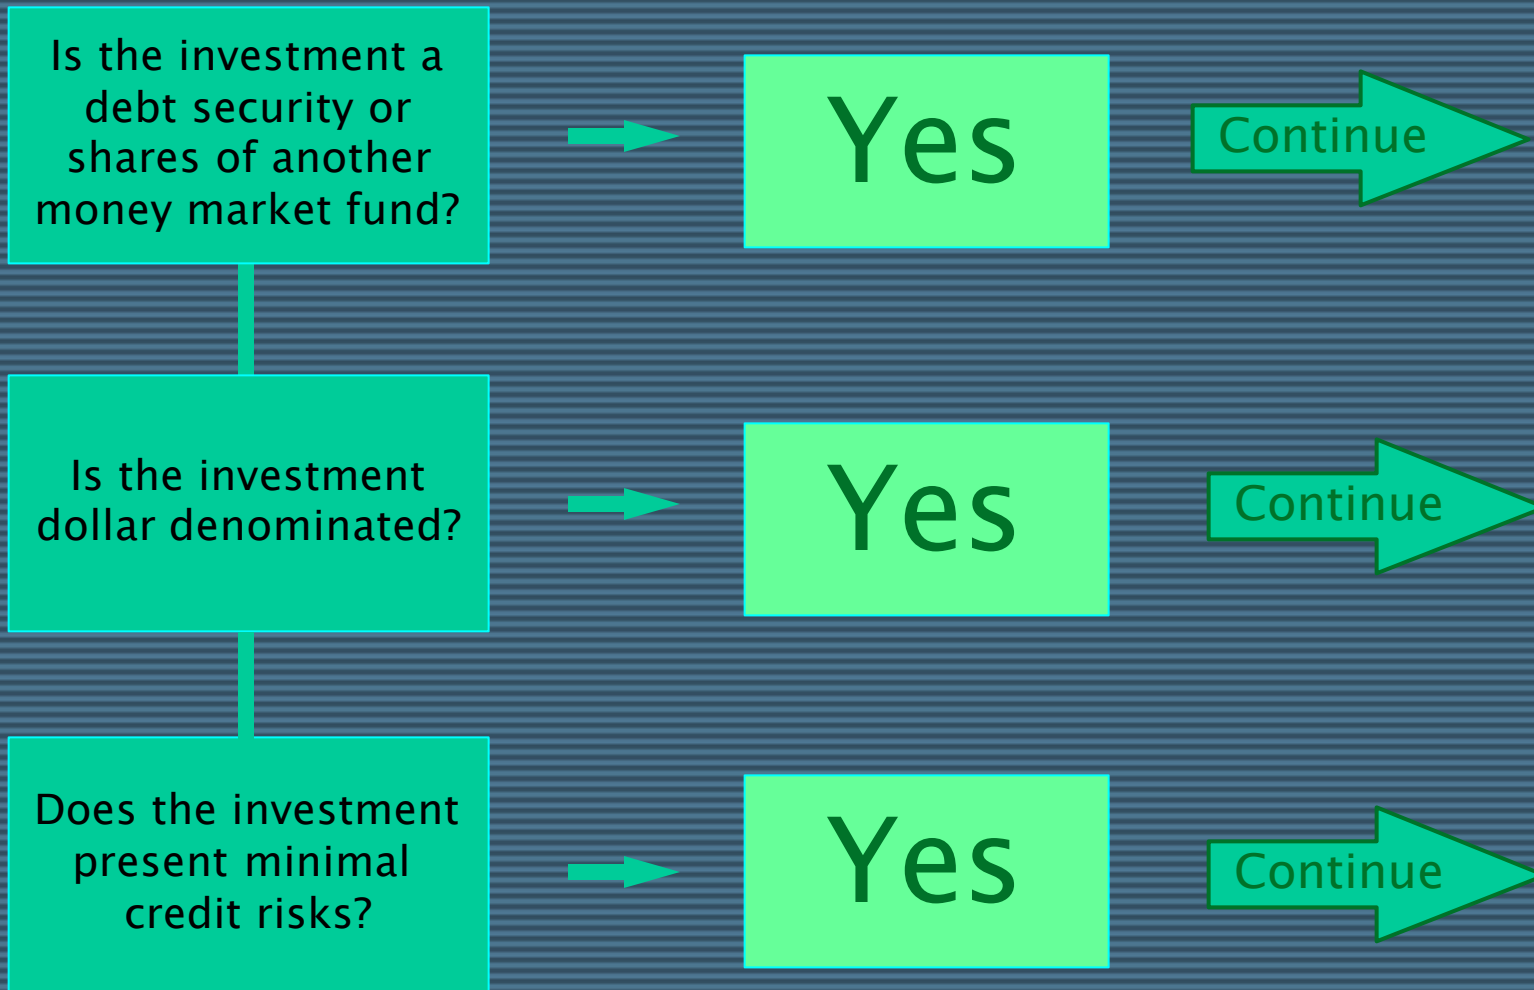 Is the investment a
debt security or
shares of another
money market fund?
Yes
Continue
Is the investment
dollar denominated?
Yes
Continue
Does the investment
present minimal
credit risks?
Yes
Continue